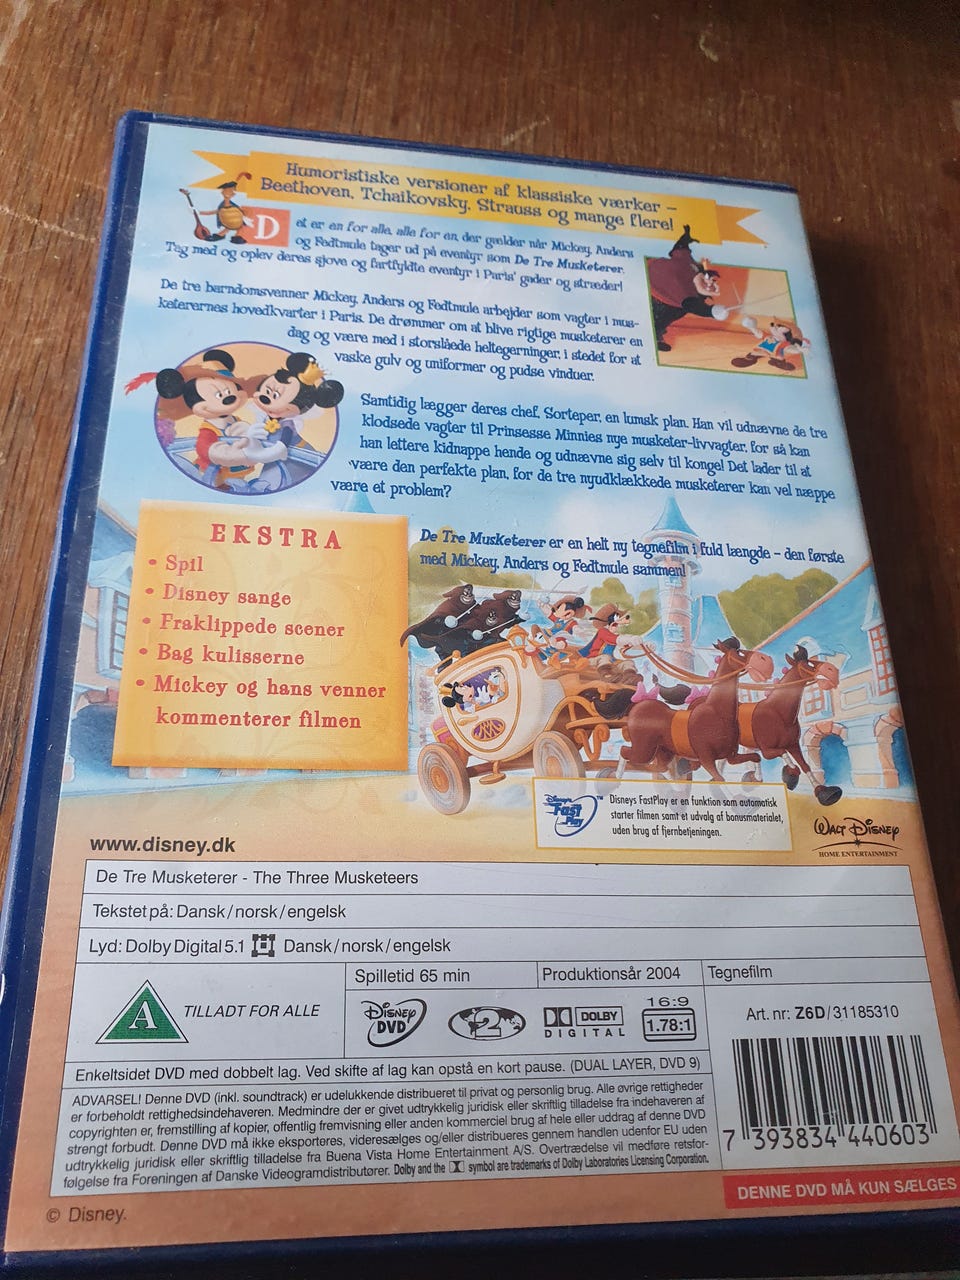 Humoristiske versioner af klassiske værker –
Beethoven, Tchaikovsky, Strauss og mange flere!
Det er en for alle, alle for en, der gælder når Mickey, Anders
og Fedtmule tager ud på eventyr som De Tre Musketerer.
Tag med og oplev deres sjove og fartfyldte eventyr i Paris' gader og stræder!
De tre barndomsvenner Mickey, Anders og Fedtmule arbejder som vagter i mus-
keterernes hovedkvarter i Paris. De drømmer om at blive rigtige musketerer en
dag og være med i storslåede heltegerninger, i stedet for at
vaske gulv og uniformer og pudse vinduer.
Samtidig lægger deres chef, Sorteper, en lumsk plan. Han vil udnævne de tre
klodsede vagter til Prinsesse Minnies nye musketer-livvagter, for så kan
han lettere kidnappe hende og udnævne sig selv til konge! Det lader til at
være den perfekte plan, for de tre nyudklækkede musketerer kan vel næppe
være et problem?
De Tre Musketerer er en helt ny tegnefilm i fuld længde – den første
med Mickey, Anders og Fedtmule sammen!
EKSTRA
• Spil
• Disney sange
• Fraklippede scener
• Bag kulisserne
• Mickey og hans venner
kommenterer filmen
Disney's
Fast
Play
™
Disneys FastPlay er en funktion som automatisk
starter filmen samt et udvalg af bonusmaterialet,
uden brug af fjernbetjeningen.
WALT DISNEY
HOME ENTERTAINMENT
www.disney.dk
De Tre Musketerer - The Three Musketeers
Tekstet på: Dansk/norsk/engelsk
Lyd: Dolby Digital 5.1 Dansk/norsk/engelsk
A
TILLADT FOR ALLE
Spilletid 65 min
Produktionsår 2004
Tegnefilm
DISNEY
DVD
2
DOLBY
DIGITAL
16:9
1.78:1
Art. nr: Z6D/31185310
Enkeltsidet DVD med dobbelt lag. Ved skifte af lag kan opstå en kort pause. (DUAL LAYER, DVD 9)
ADVARSEL! Denne DVD (inkl. soundtrack) er udelukkende distribueret til privat og personlig brug. Alle øvrige rettigheder
er forbeholdt rettighedsindehaveren. Medmindre der er givet udtrykkelig juridisk eller skriftlig tilladelse fra indehaveren af
copyrighten er, fremstilling af kopier, offentlig fremvisning eller anden kommerciel brug af hele eller uddrag af denne DVD
strengt forbudt. Denne DVD må ikke eksporteres, videresælges og/eller distribueres gennem handlen udenfor EU uden
udtrykkelig juridisk eller skriftlig tilladelse fra Buena Vista Home Entertainment A/S. Overtrædelse vil medføre retsfor-
følgelse fra Foreningen af Danske Videogramdistributører. Dolby and the symbol are trademarks of Dolby Laboratories Licensing Corporation.
7 393834 440603
DENNE DVD MÅ KUN SÆLGES
© Disney.